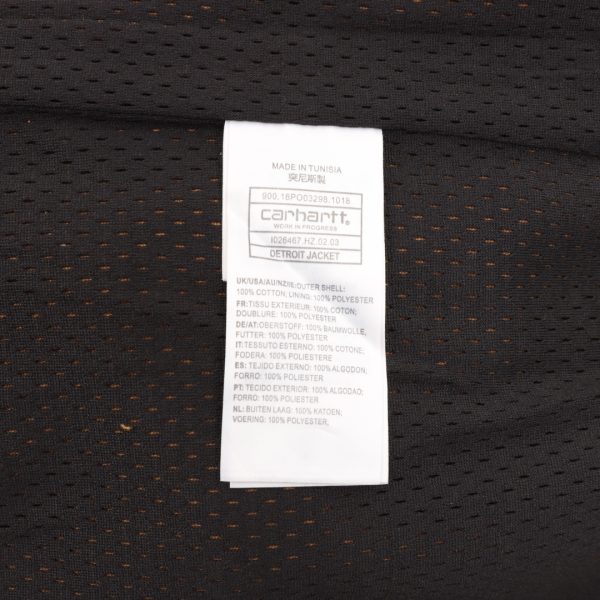 MADE IN TUNISIA
突尼斯製
900.16PO03298.1018
carhartt
WORK IN PROGRESS
I026467.HZ.02.03
DETROIT JACKET
UK/USA/AU/NZ/IE:OUTER SHELL:
100% COTTON, LINING: 100% POLYESTER
FR:TISSU EXTERIEUR: 100% COTON;
DOUBLURE: 100% POLYESTER
DE/AT:OBERSTOFF: 100% BAUMWOLLE,
FUTTER: 100% POLYESTER
IT: TESSUTO ESTERNO: 100% COTONE,
FODERA: 100% POLIESTERE
ES: TEJIDO EXTERNO: 100% ALGODON;
FORRO: 100% POLIESTER
PT: TECIDO EXTERIOR: 100% ALGODAO;
FORRO: 100% POLIESTER
NL: BUITEN LAAG: 100% KATOEN;
VOERING: 100% POLYESTER,